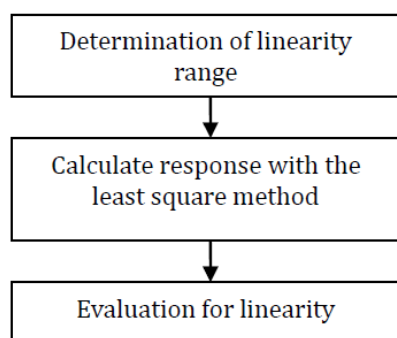 Determination of linearity
range
Calculate response with the
least square method
Evaluation for linearity